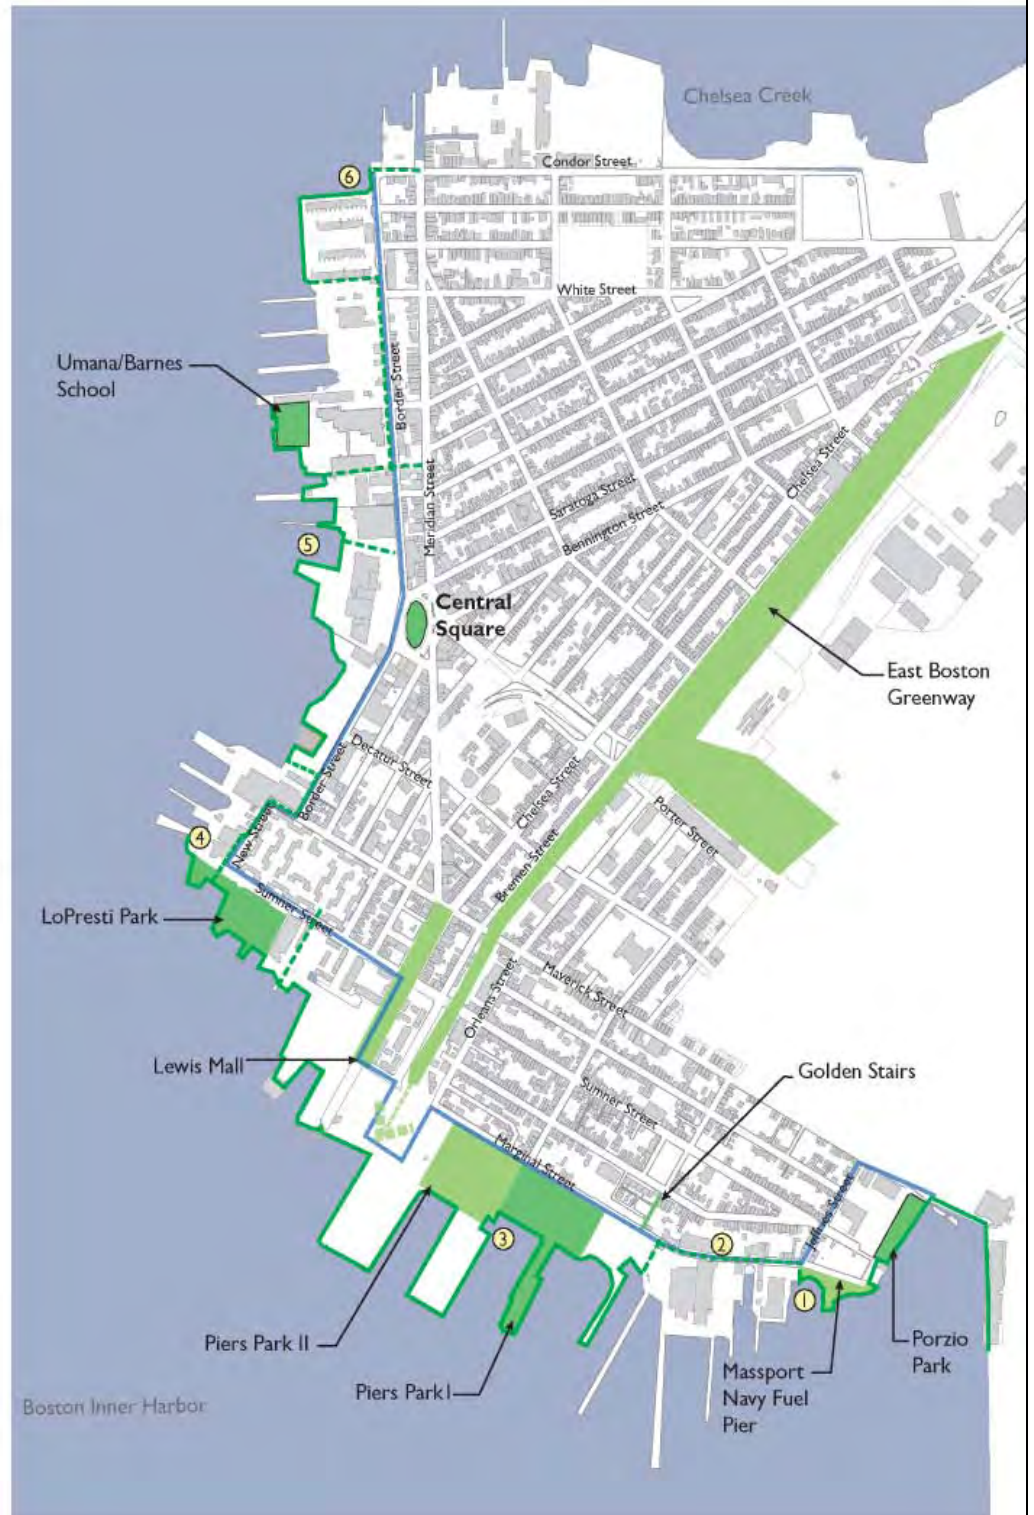 Chelsea Creek
Condor Street
6
White Street
Umana/Barnes
School
Border Street
Chelsea Street
Meridian Street
Saratoga Street
Bennington Street
5
Central
Square
East Boston
Greenway
Decatur Street
Border Street
Chelsea Street
Porter Street
New Street
4
Bremen Street
Sumner Street
LoPresti Park
Maverick Street
Orleans Street
Lewis Mall
Golden Stairs
Sumner Street
Marginal Street
Jeffries Street
3
2
1
Piers Park II
Porzio
Park
Massport
Navy Fuel
Pier
Piers Park I
Boston Inner Harbor